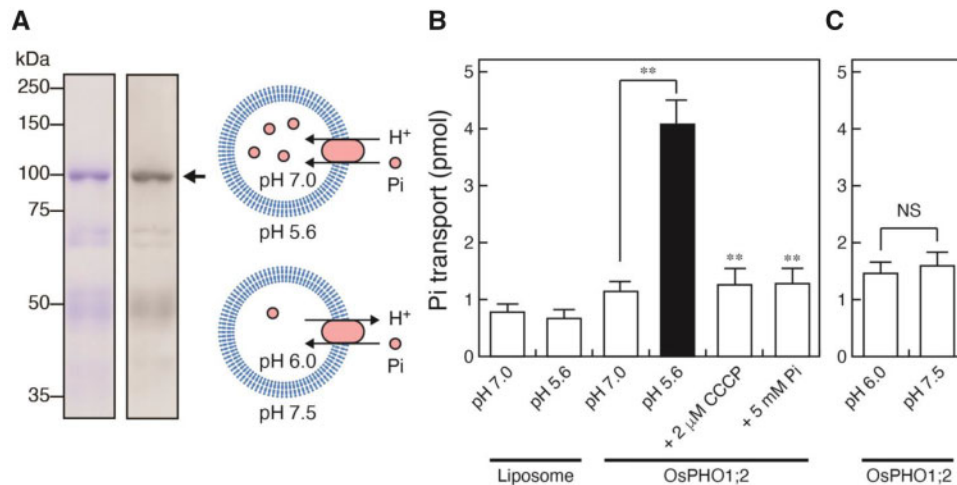 A
kDa
250
150
100
75
50
35
H+
pH 7.0
Pi
pH 5.6
H+
pH 6.0
Pi
pH 7.5
B
Pi transport (pmol)
5
4
3
2
1
0
**
**
**
pH 7.0
pH 5.6
pH 7.0
pH 5.6
+ 2 μM CCCP
+ 5 mM Pi
Liposome
OsPHO1;2
C
5
4
3
2
1
0
NS
pH 6.0
pH 7.5
OsPHO1;2